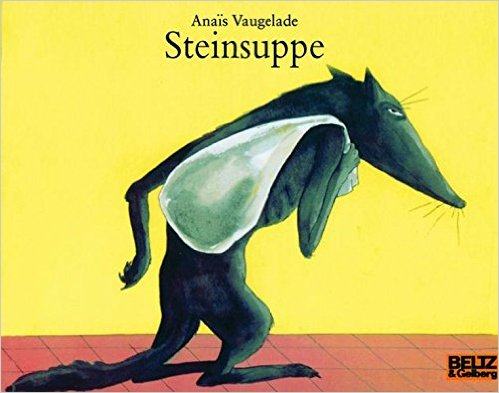 Anaïs Vaugelade
Steinsuppe
BELTZ
& Gelberg